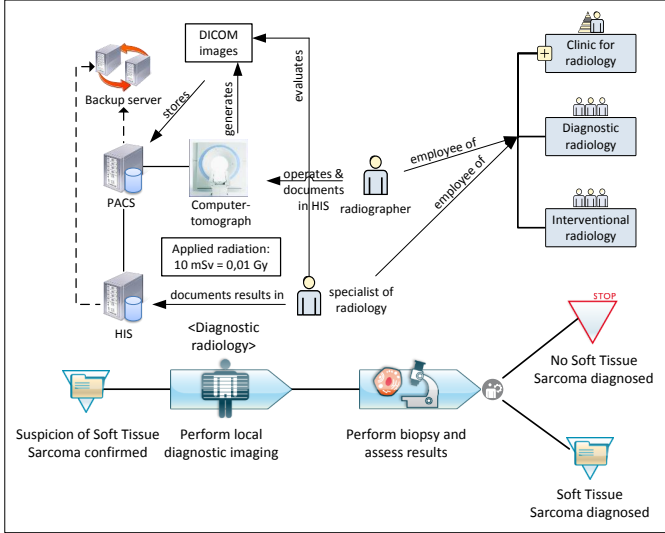 DICOM
images
Backup server
stores
generates
evaluates
Clinic for
radiology
Diagnostic
radiology
Interventional
radiology
employee of
employee of
PACS
Computer-
tomograph
operates &
documents
in HIS
radiographer
Applied radiation:
10 mSv = 0,01 Gy
HIS
documents results in
specialist of
radiology
<Diagnostic
radiology>
STOP
No Soft Tissue
Sarcoma diagnosed
Suspicion of Soft Tissue
Sarcoma confirmed
Perform local
diagnostic imaging
Perform biopsy and
assess results
Soft Tissue
Sarcoma diagnosed